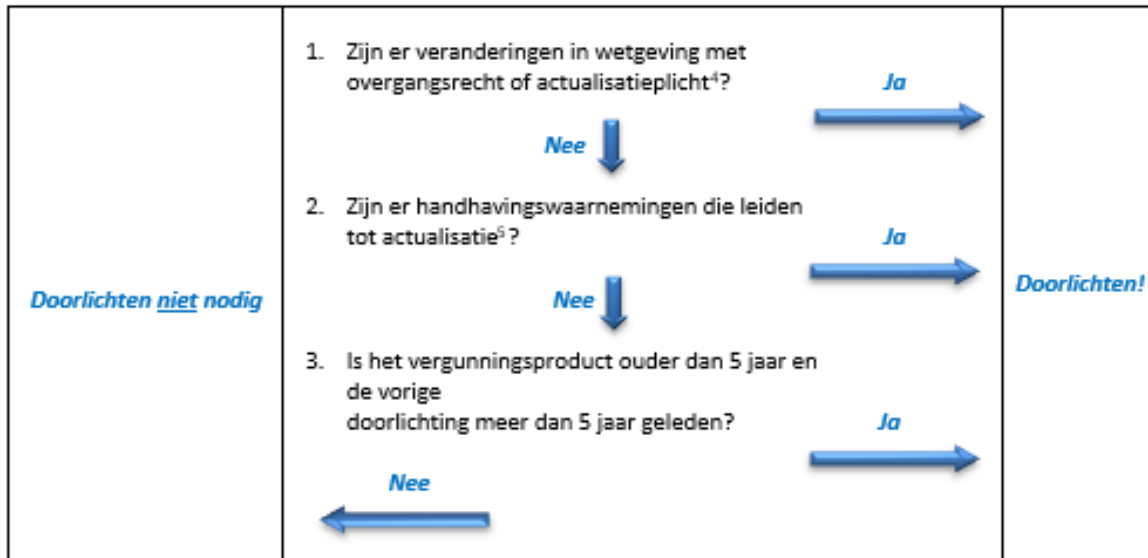 1. Zijn er veranderingen in wetgeving met
overgangsrecht of actualisatieplicht⁴?
Ja
Nee
2. Zijn er handhavingswaarnemingen die leiden
tot actualisatie⁵?
Ja
Doorlichten niet nodig
Nee
Doorlichten!
3. Is het vergunningsproduct ouder dan 5 jaar en
de vorige
doorlichting meer dan 5 jaar geleden?
Ja
Nee